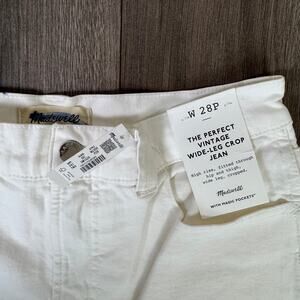 Madewell
W 28P
THE PERFECT
VINTAGE
WIDE-LEG CROP
JEAN
High rise, fitted through
hip and thigh,
wide leg, cropped.
Madewell
WITH MAGIC POCKETS